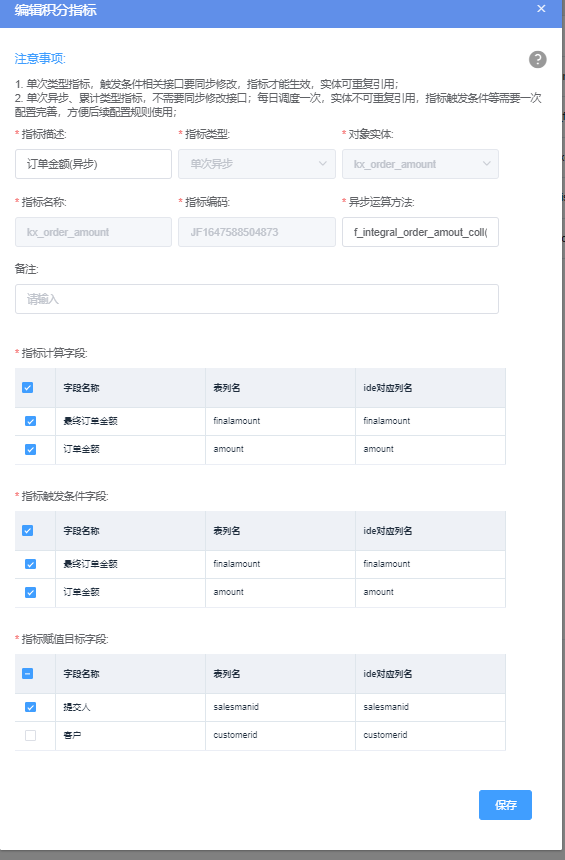 编辑积分指标
注意事项:
1. 单次类型指标，触发条件相关接口要同步修改，指标才能生效，实体可重复引用；
2. 单次异步、累计类型指标，不需要同步修改接口；每日调度一次，实体不可重复引用，指标触发条件等需要一次
配置完善，方便后续配置规则使用；
* 指标描述: * 指标类型: * 对象实体:
订单金额(异步) 单次异步 kx_order_amount
* 指标名称: * 指标编码: * 异步运算方法:
kx_order_amount JF1647588504873 f_integral_order_amout_coll(
备注:
请输入
* 指标计算字段:
字段名称 表列名 ide对应列名
最终订单金额 finalamount finalamount
订单金额 amount amount
* 指标触发条件字段:
字段名称 表列名 ide对应列名
最终订单金额 finalamount finalamount
订单金额 amount amount
* 指标赋值目标字段:
字段名称 表列名 ide对应列名
提交人 salesmanid salesmanid
客户 customerid customerid
保存